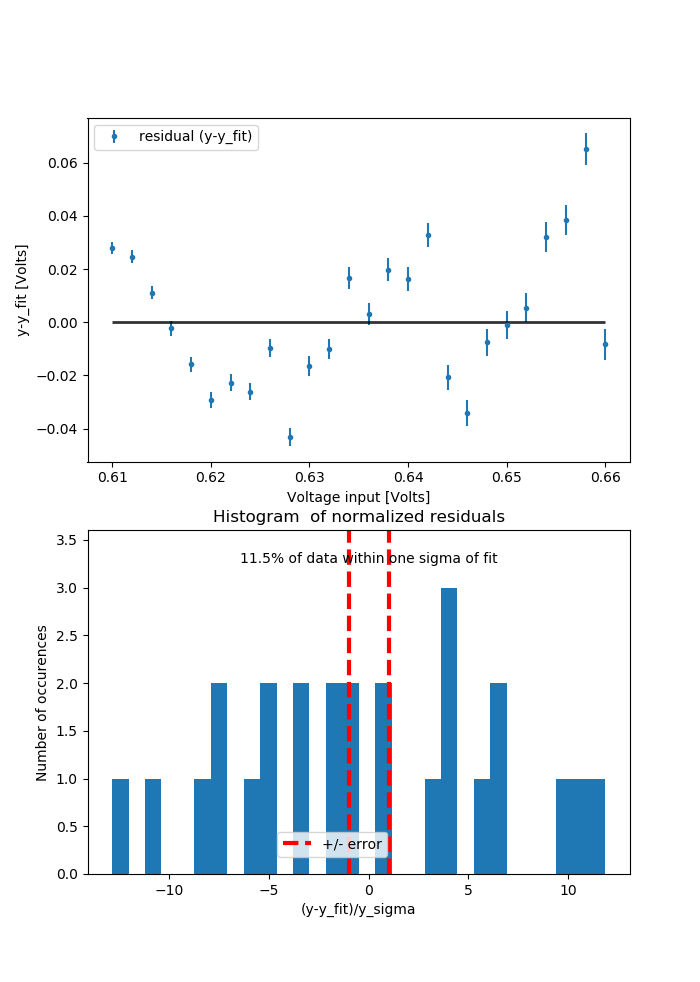 residual (y-y_fit)
0.06
0.04
0.02
0.00
−0.02
−0.04
y-y_fit [Volts]
0.61 0.62 0.63 0.64 0.65 0.66
Voltage input [Volts]
Histogram  of normalized residuals
11.5% of data within one sigma of fit
3.5
3.0
2.5
2.0
1.5
1.0
0.5
0.0
Number of occurences
+/- error
−10 −5 0 5 10
(y-y_fit)/y_sigma